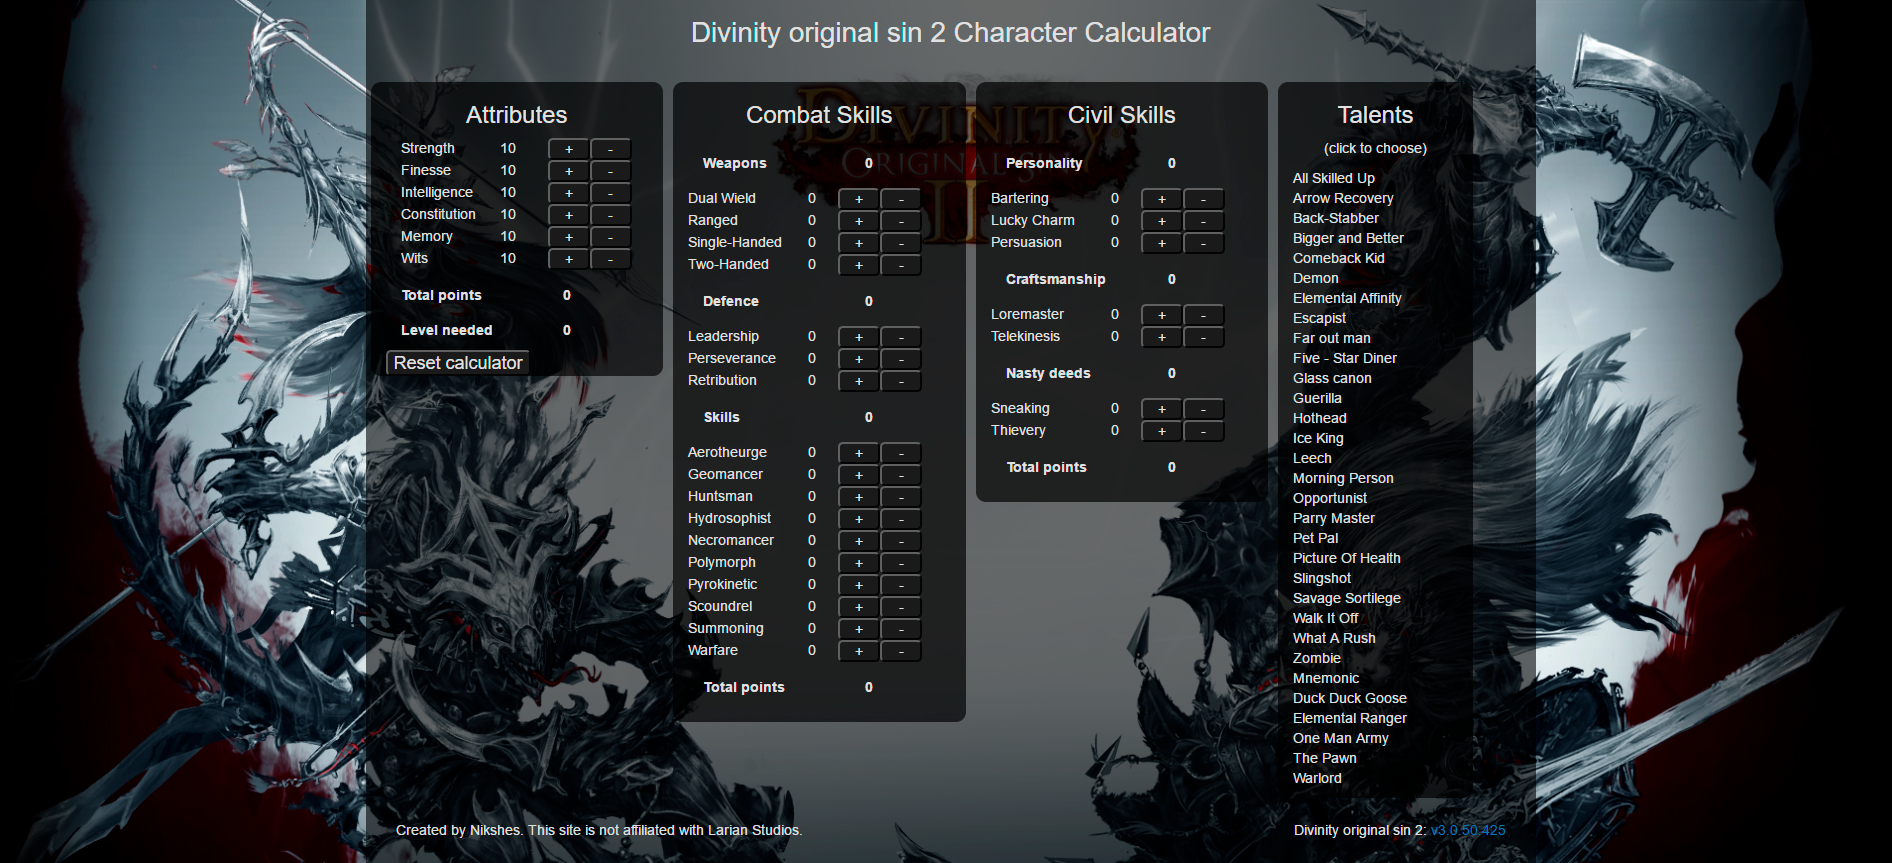 Divinity original sin 2 Character Calculator
Attributes
Strength 10 + -
Finesse 10 + -
Intelligence 10 + -
Constitution 10 + -
Memory 10 + -
Wits 10 + -
Total points 0
Level needed 0
Reset calculator
Combat Skills
Weapons 0
Dual Wield 0 + -
Ranged 0 + -
Single-Handed 0 + -
Two-Handed 0 + -
Defence 0
Leadership 0 + -
Perseverance 0 + -
Retribution 0 + -
Skills 0
Aerotheurge 0 + -
Geomancer 0 + -
Huntsman 0 + -
Hydrosophist 0 + -
Necromancer 0 + -
Polymorph 0 + -
Pyrokinetic 0 + -
Scoundrel 0 + -
Summoning 0 + -
Warfare 0 + -
Total points 0
DIVINITY
ORIGINAL SIN
II
Civil Skills
Personality 0
Bartering 0 + -
Lucky Charm 0 + -
Persuasion 0 + -
Craftsmanship 0
Loremaster 0 + -
Telekinesis 0 + -
Nasty deeds 0
Sneaking 0 + -
Thievery 0 + -
Total points 0
Talents
(click to choose)
All Skilled Up
Arrow Recovery
Back-Stabber
Bigger and Better
Comeback Kid
Demon
Elemental Affinity
Escapist
Far out man
Five - Star Diner
Glass canon
Guerilla
Hothead
Ice King
Leech
Morning Person
Opportunist
Parry Master
Pet Pal
Picture Of Health
Slingshot
Savage Sortilege
Walk It Off
What A Rush
Zombie
Mnemonic
Duck Duck Goose
Elemental Ranger
One Man Army
The Pawn
Warlord
Created by Nikshes. This site is not affiliated with Larian Studios.
Divinity original sin 2: v3.0.50.425